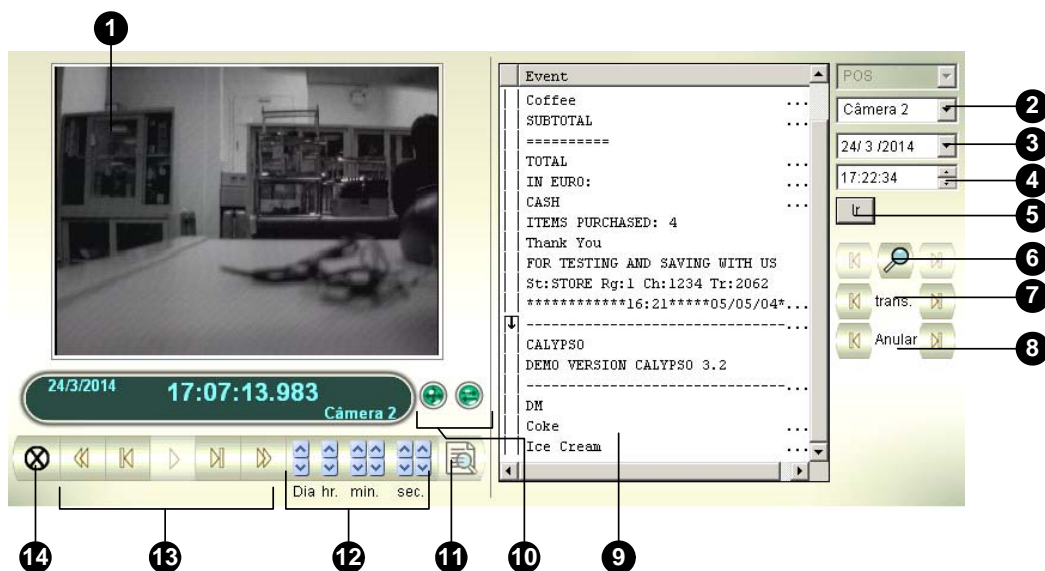 1
Event
POS
Coffee ...
Câmera 2
2
SUBTOTAL ...
==========
24/ 3 /2014
3
TOTAL ...
IN EURO: ...
17:22:34
4
CASH ...
Ir
5
ITEMS PURCHASED: 4
Thank You
FOR TESTING AND SAVING WITH US
6
St:STORE Rg:1 Ch:1234 Tr:2062
************16:21*****05/05/04*...
trans.
7
--------------------------------...
CALYPSO
Anular
8
DEMO VERSION CALYPSO 3.2
--------------------------------...
DM
Coke ...
Ice Cream ...
24/3/2014
17:07:13.983
Câmera 2
Dia hr. min. sec.
14
13
12
11
10
9